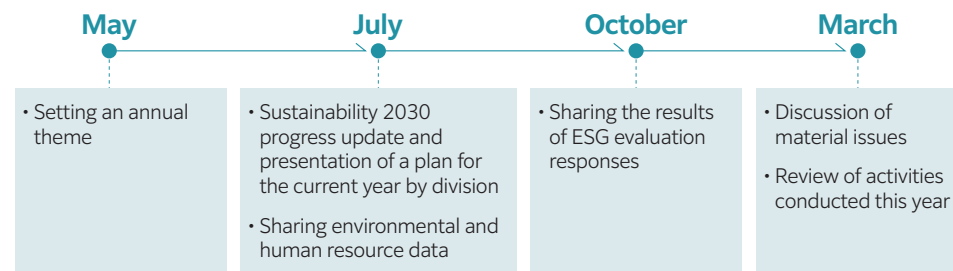 May
July
October
March
・Setting an annual
theme
・Sustainability 2030
progress update and
presentation of a plan for
the current year by division
・Sharing environmental and
human resource data
・Sharing the results
of ESG evaluation
responses
・Discussion of
material issues
・Review of activities
conducted this year